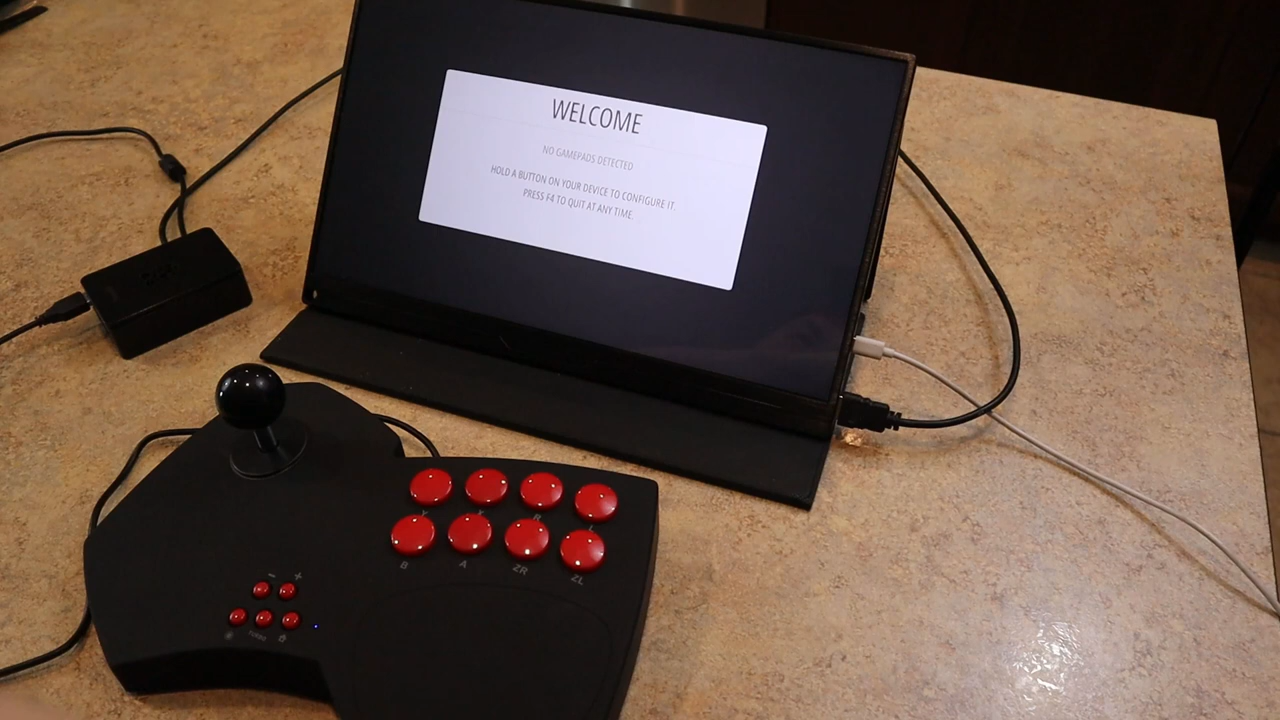 WELCOME
NO GAMEPADS DETECTED
HOLD A BUTTON ON YOUR DEVICE TO CONFIGURE IT.
PRESS F4 TO QUIT AT ANY TIME.
Y X R L
B A ZR ZL
- +
TURBO